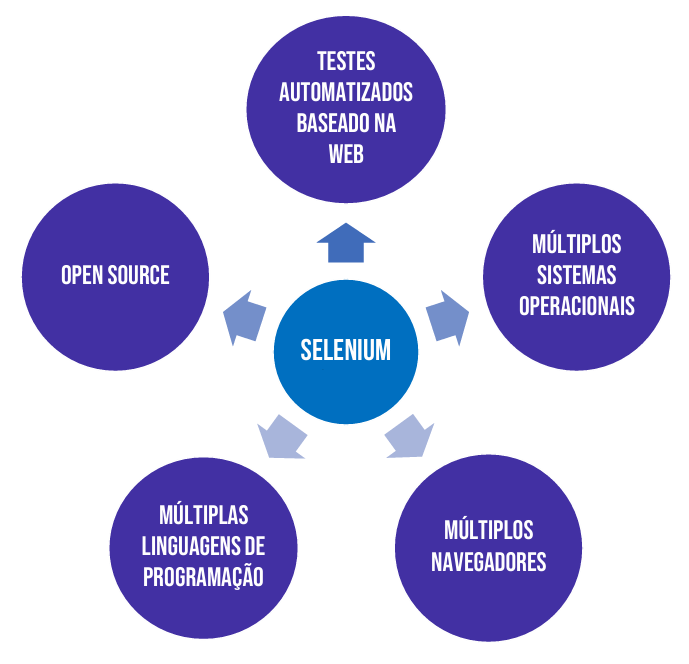 TESTES
AUTOMATIZADOS
BASEADO NA
WEB
MÚLTIPLOS
SISTEMAS
OPERACIONAIS
OPEN SOURCE
SELENIUM
MÚLTIPLAS
LINGUAGENS DE
PROGRAMAÇÃO
MÚLTIPLOS
NAVEGADORES